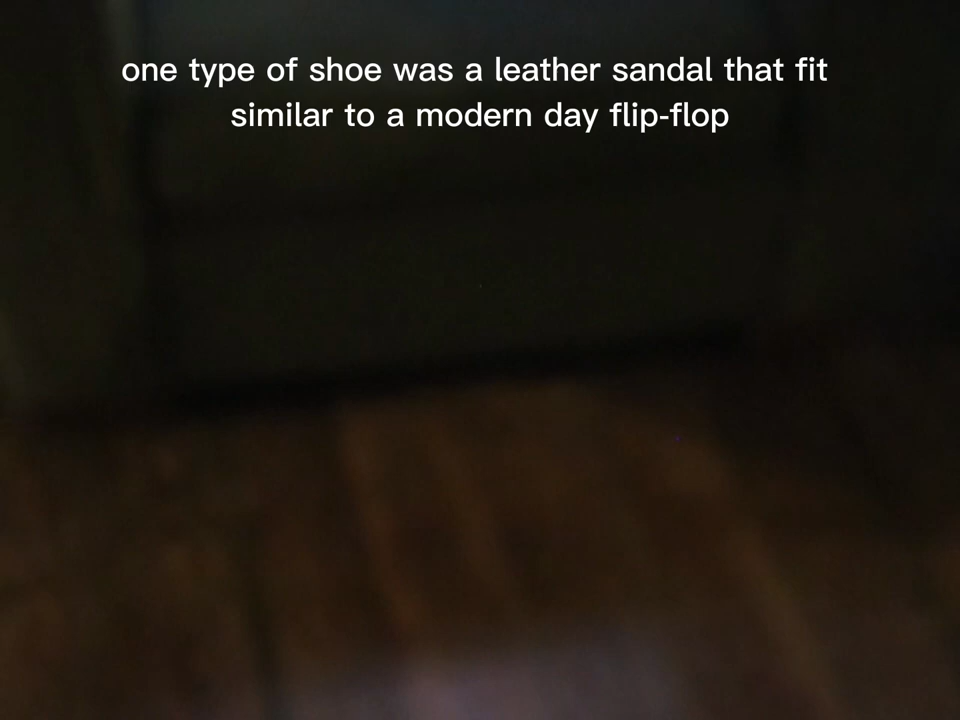 one type of shoe was a leather sandal that fit
similar to a modern day flip-flop